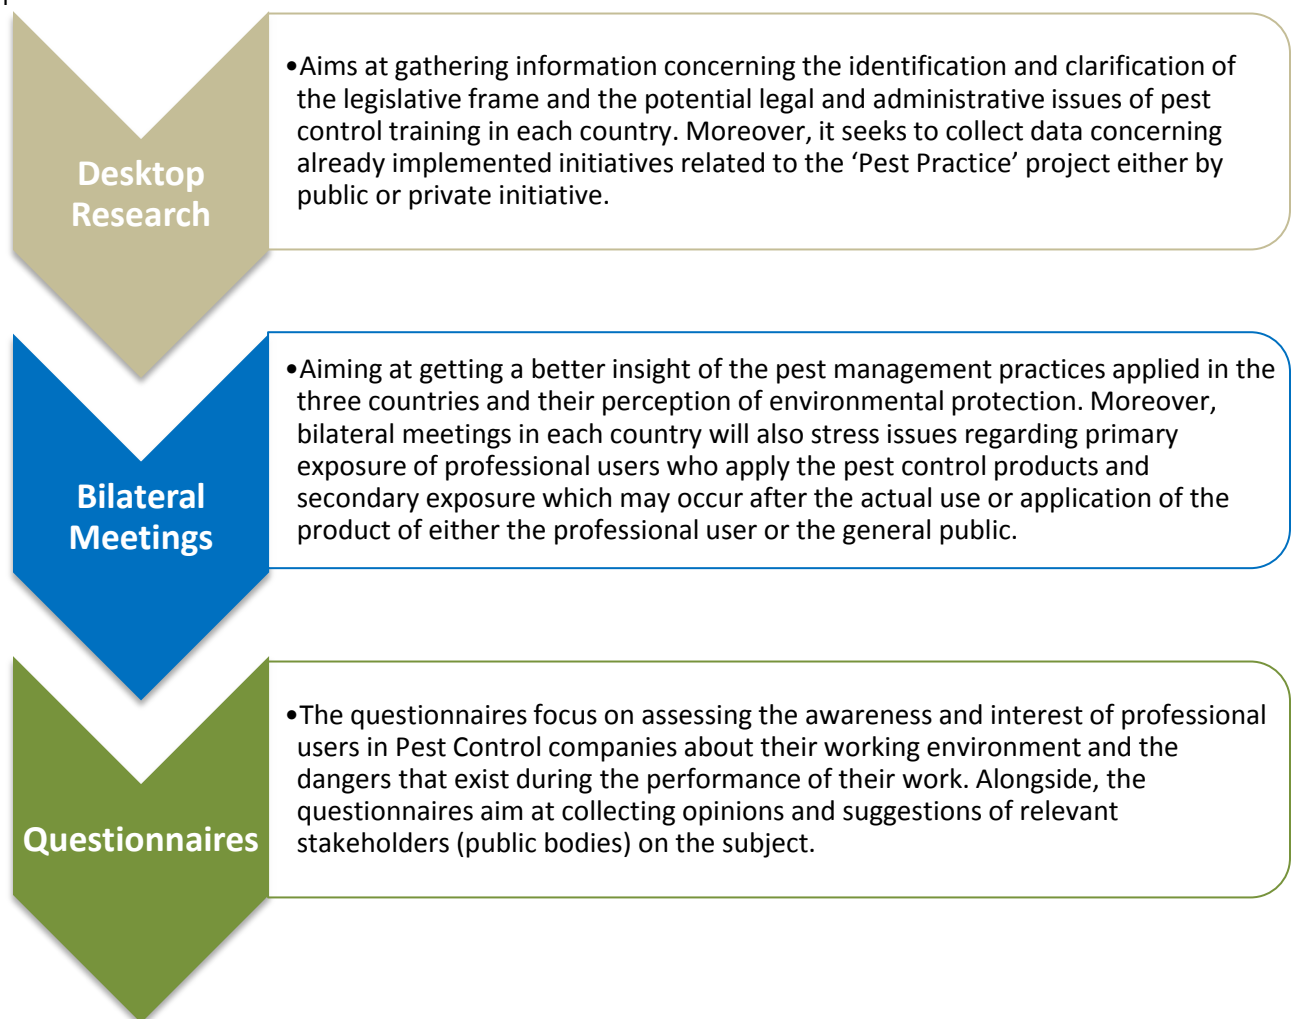 Desktop
Research
•Aims at gathering information concerning the identification and clarification of
the legislative frame and the potential legal and administrative issues of pest
control training in each country. Moreover, it seeks to collect data concerning
already implemented initiatives related to the ‘Pest Practice’ project either by
public or private initiative.
Bilateral
Meetings
•Aiming at getting a better insight of the pest management practices applied in the
three countries and their perception of environmental protection. Moreover,
bilateral meetings in each country will also stress issues regarding primary
exposure of professional users who apply the pest control products and
secondary exposure which may occur after the actual use or application of the
product of either the professional user or the general public.
Questionnaires
•The questionnaires focus on assessing the awareness and interest of professional
users in Pest Control companies about their working environment and the
dangers that exist during the performance of their work. Alongside, the
questionnaires aim at collecting opinions and suggestions of relevant
stakeholders (public bodies) on the subject.